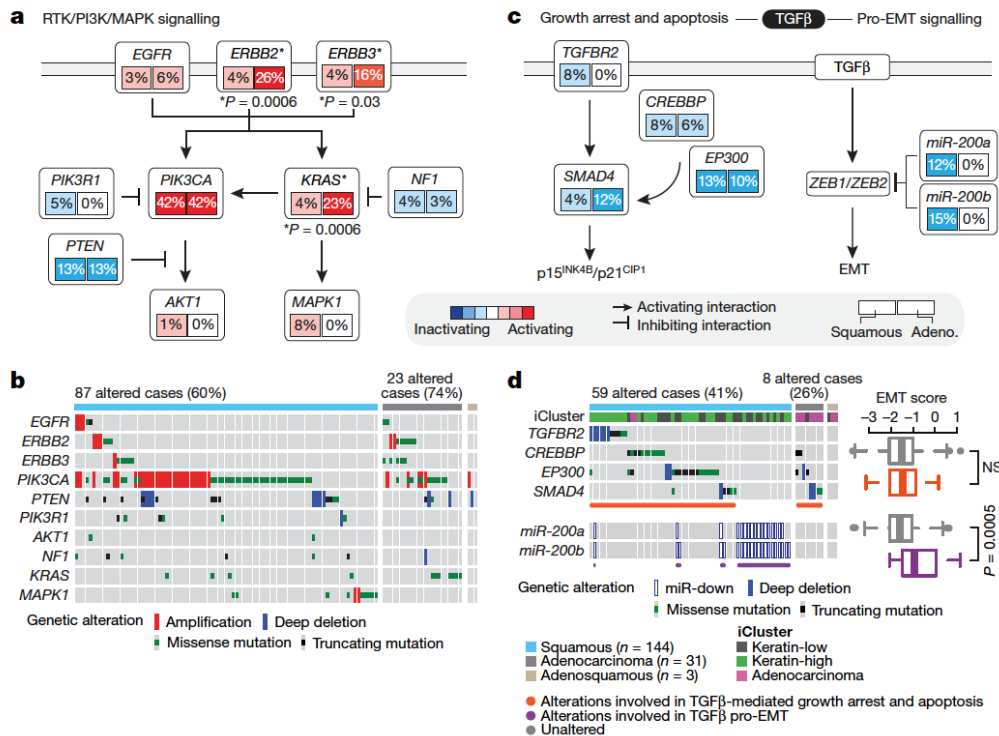 a RTK/PI3K/MAPK signalling
EGFR
3% 6%
ERBB2*
4% 26%
*P = 0.0006
ERBB3*
4% 16%
*P = 0.03
PIK3R1
5% 0%
PIK3CA
42% 42%
KRAS*
4% 23%
*P = 0.0006
NF1
4% 3%
PTEN
13% 13%
AKT1
1% 0%
MAPK1
8% 0%
c Growth arrest and apoptosis TGFβ Pro-EMT signalling
TGFBR2
8% 0%
CREBBP
8% 6%
EP300
13% 10%
SMAD4
4% 12%
p15INK4B/p21CIP1
TGFβ
ZEB1/ZEB2
miR-200a
12% 0%
miR-200b
15% 0%
EMT
Inactivating Activating
Activating interaction
Inhibiting interaction
Squamous Adeno.
b
87 altered cases (60%)
23 altered
cases (74%)
EGFR
ERBB2
ERBB3
PIK3CA
PTEN
PIK3R1
AKT1
NF1
KRAS
MAPK1
Genetic alteration Amplification Deep deletion
Missense mutation Truncating mutation
d
59 altered cases (41%)
8 altered cases
(26%)
iCluster
TGFBR2
CREBBP
EP300
SMAD4
miR-200a
miR-200b
Genetic alteration miR-down Deep deletion
Missense mutation Truncating mutation
EMT score
−3 −2 −1 0 1
NS
P = 0.0005
Squamous (n = 144)
Adenocarcinoma (n = 31)
Adenosquamous (n = 3)
iCluster
Keratin-low
Keratin-high
Adenocarcinoma
Alterations involved in TGFβ-mediated growth arrest and apoptosis
Alterations involved in TGFβ pro-EMT
Unaltered